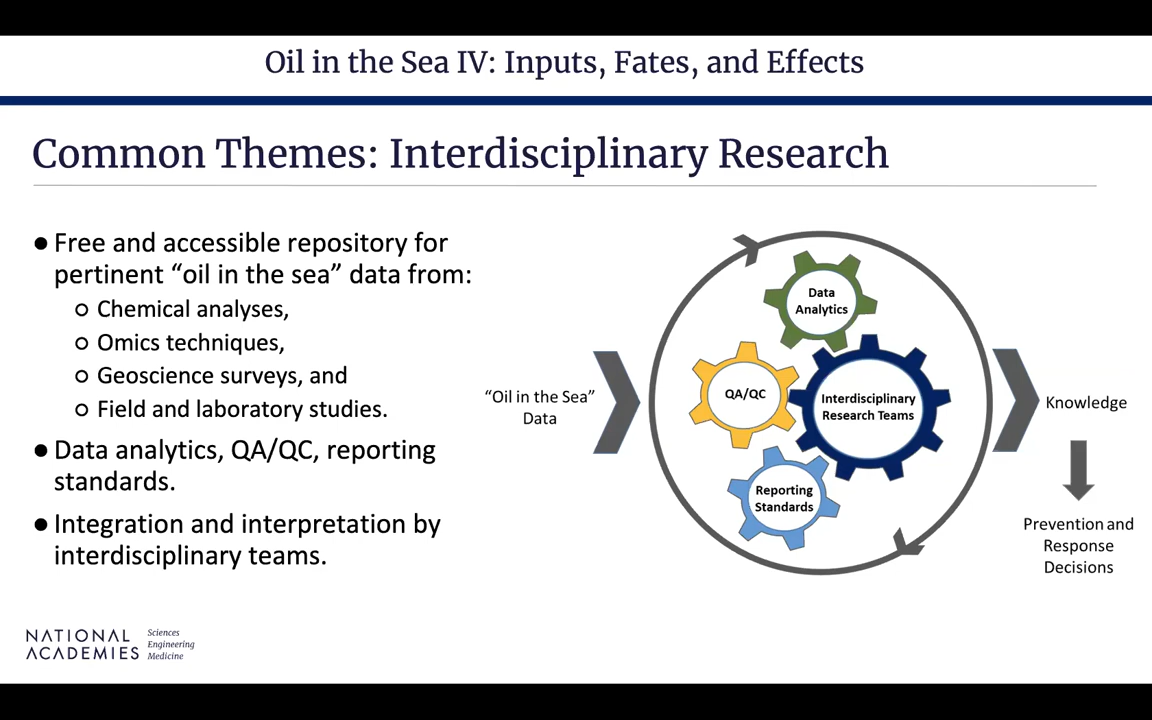 Oil in the Sea IV: Inputs, Fates, and Effects
Common Themes: Interdisciplinary Research
● Free and accessible repository for
pertinent “oil in the sea” data from:
○ Chemical analyses,
○ Omics techniques,
○ Geoscience surveys, and
○ Field and laboratory studies.
● Data analytics, QA/QC, reporting
standards.
● Integration and interpretation by
interdisciplinary teams.
“Oil in the Sea”
Data
Data
Analytics
QA/QC
Interdisciplinary
Research Teams
Reporting
Standards
Knowledge
Prevention and
Response
Decisions
NATIONAL
ACADEMIES
Sciences
Engineering
Medicine